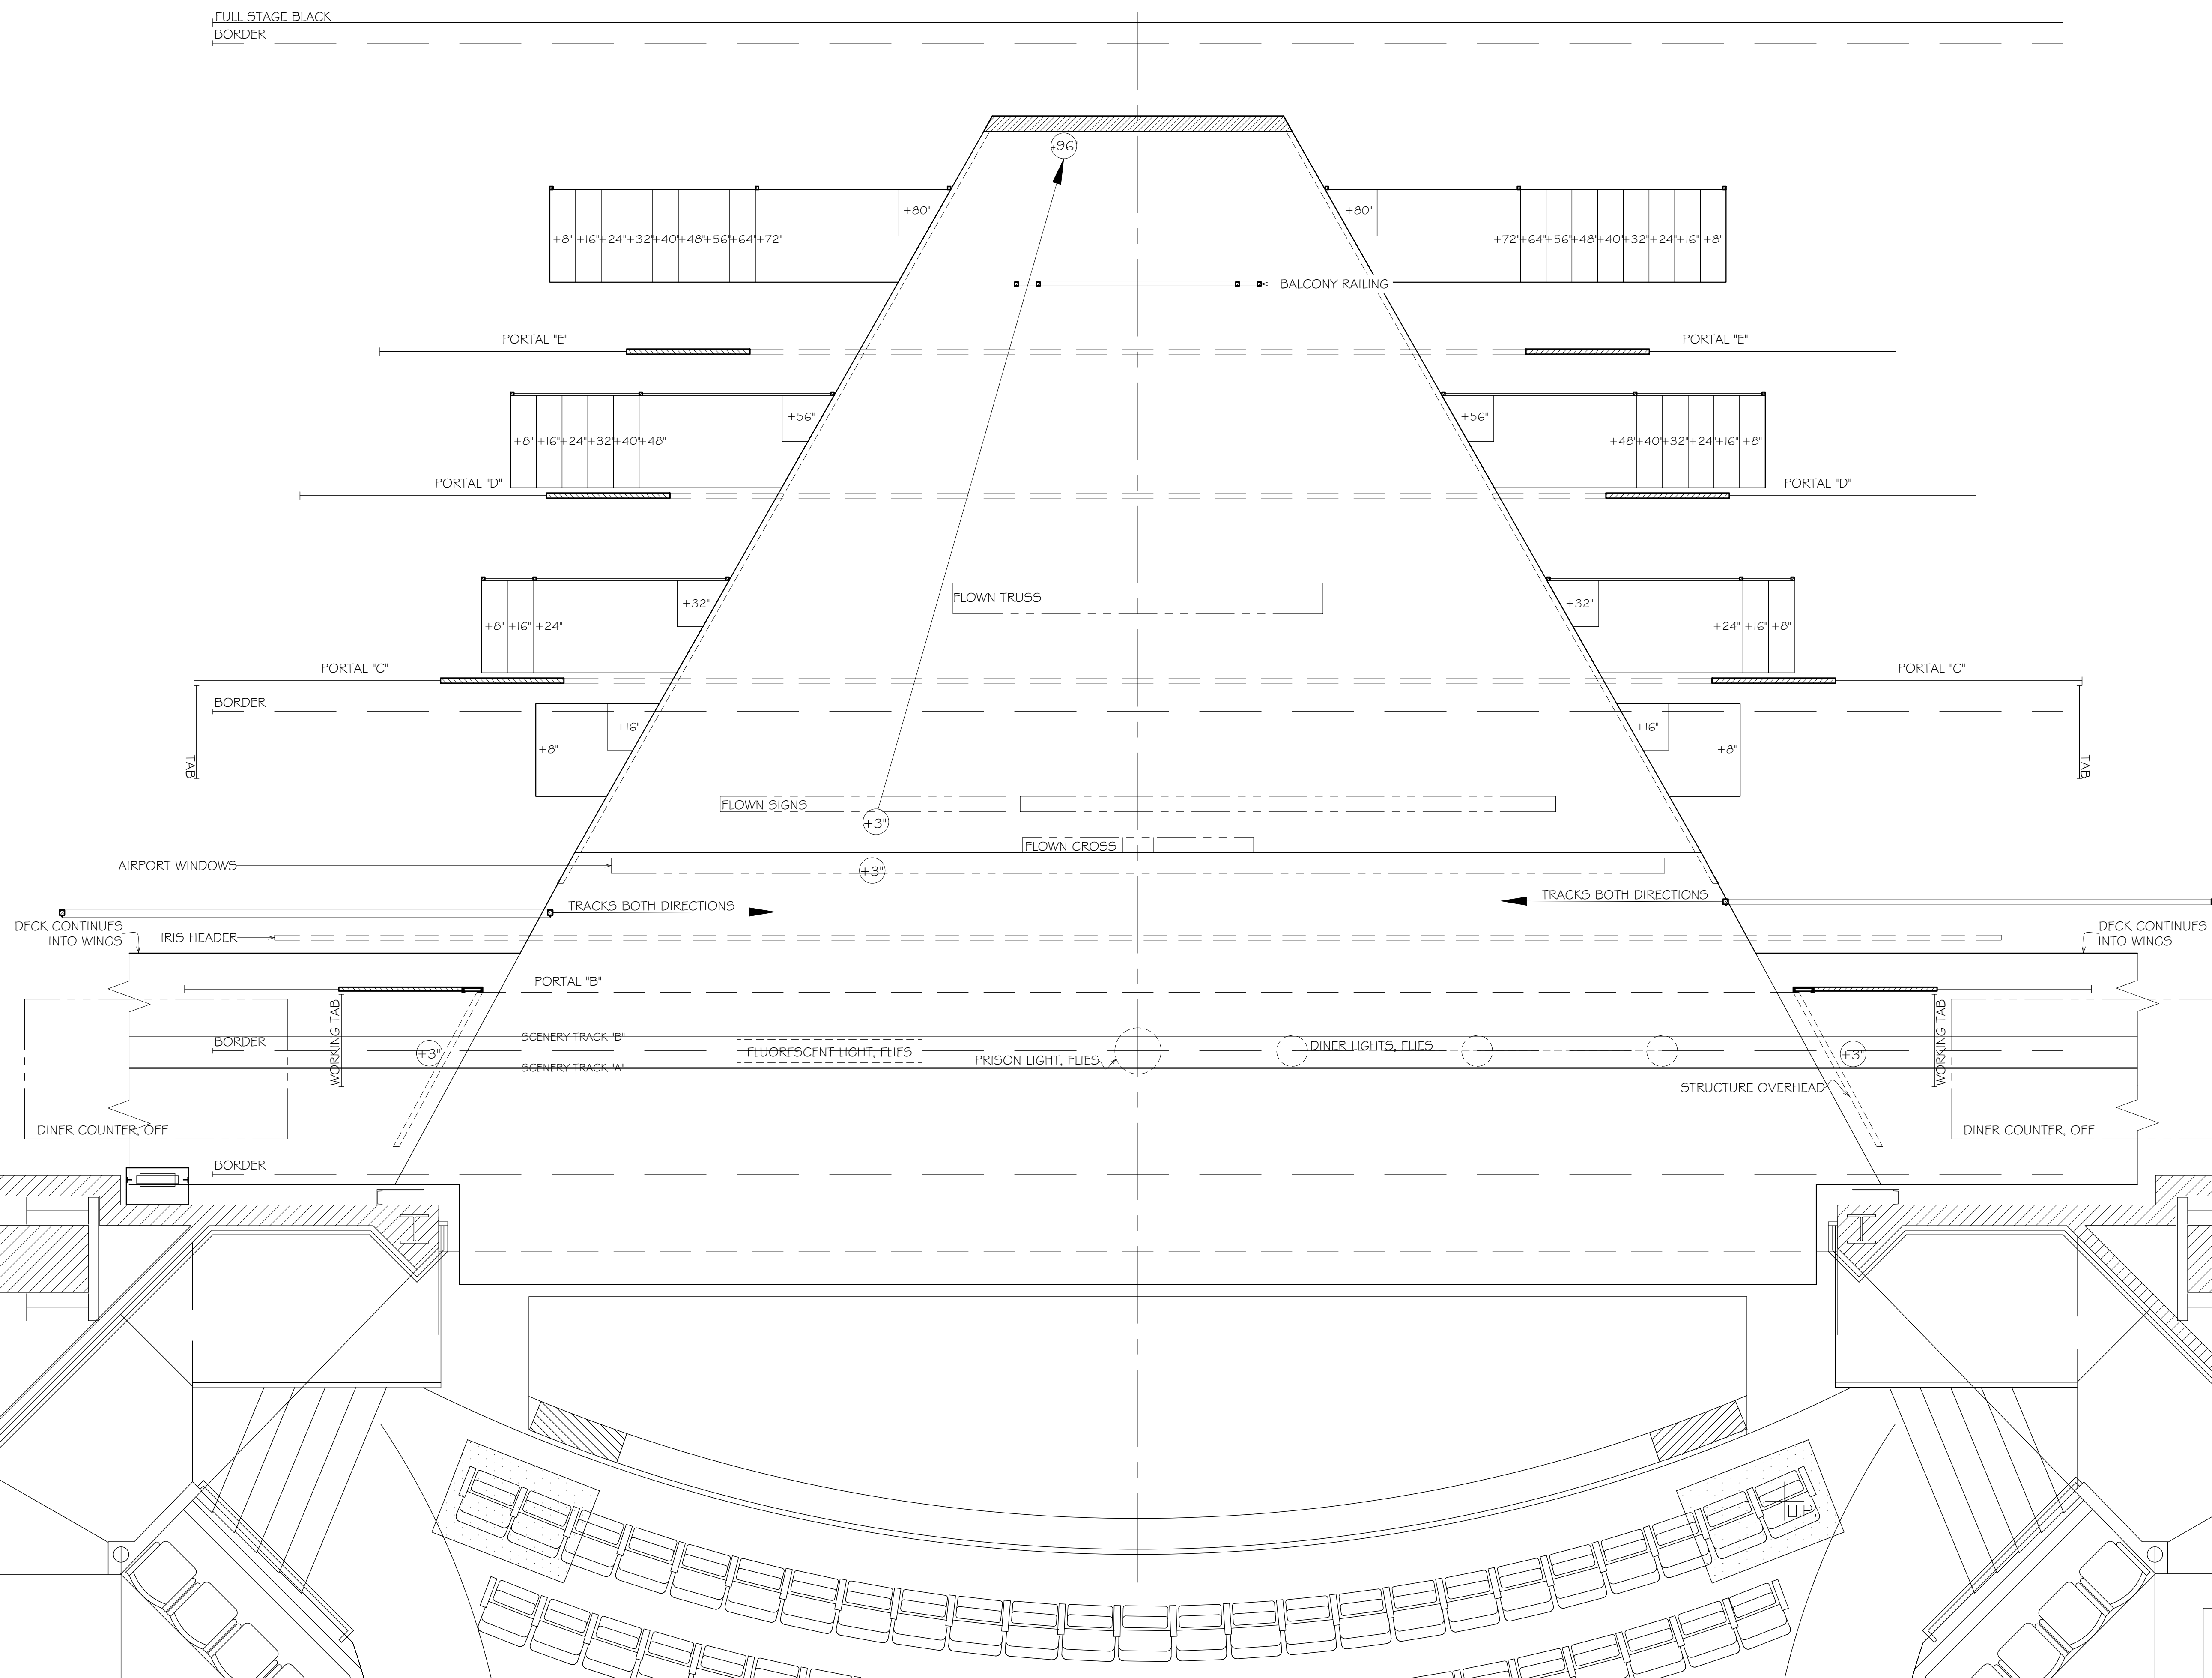 FULL STAGE BLACK
BORDER
+96"
+80"
+80"
+8" +16" +24" +32" +40" +48" +56" +64" +72"
+72" +64" +56" +48" +40" +32" +24" +16" +8"
BALCONY RAILING
PORTAL "E"
PORTAL "E"
+56"
+56"
+8" +16" +24" +32" +40" +48"
+48" +40" +32" +24" +16" +8"
PORTAL "D"
PORTAL "D"
FLOWN TRUSS
+32"
+32"
+8" +16" +24"
+24" +16" +8"
PORTAL "C"
PORTAL "C"
BORDER
+16"
+16"
+8"
+8"
TAB
TAB
FLOWN SIGNS
+3"
FLOWN CROSS
AIRPORT WINDOWS
+3"
TRACKS BOTH DIRECTIONS
TRACKS BOTH DIRECTIONS
DECK CONTINUES
INTO WINGS
DECK CONTINUES
INTO WINGS
IRIS HEADER
PORTAL "B"
WORKING TAB
WORKING TAB
SCENERY TRACK "B"
BORDER
+3"
FLUORESCENT LIGHT, FLIES
PRISON LIGHT, FLIES
DINER LIGHTS, FLIES
+3"
SCENERY TRACK "A"
STRUCTURE OVERHEAD
DINER COUNTER, OFF
DINER COUNTER, OFF
BORDER